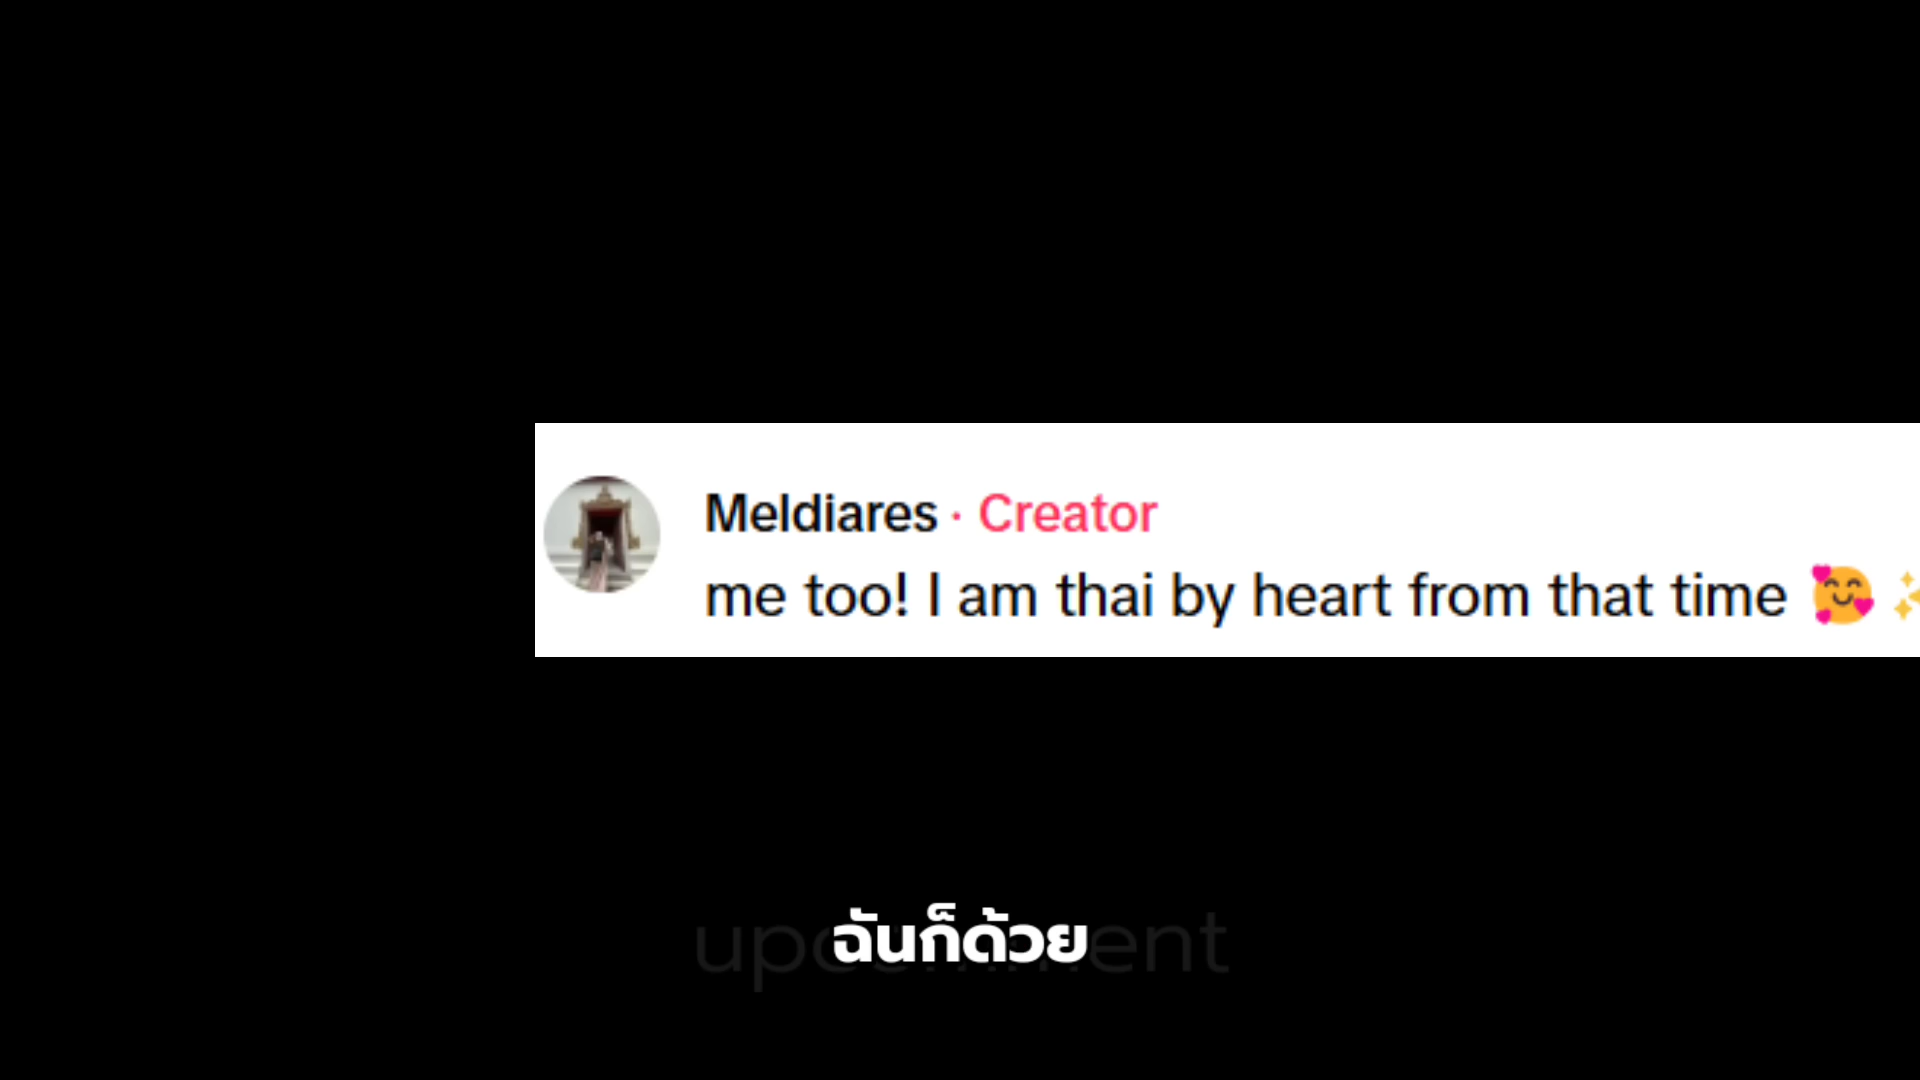 Meldiares · Creator
me too! I am thai by heart from that time 🥰 ✨
ฉันก็ด้วย